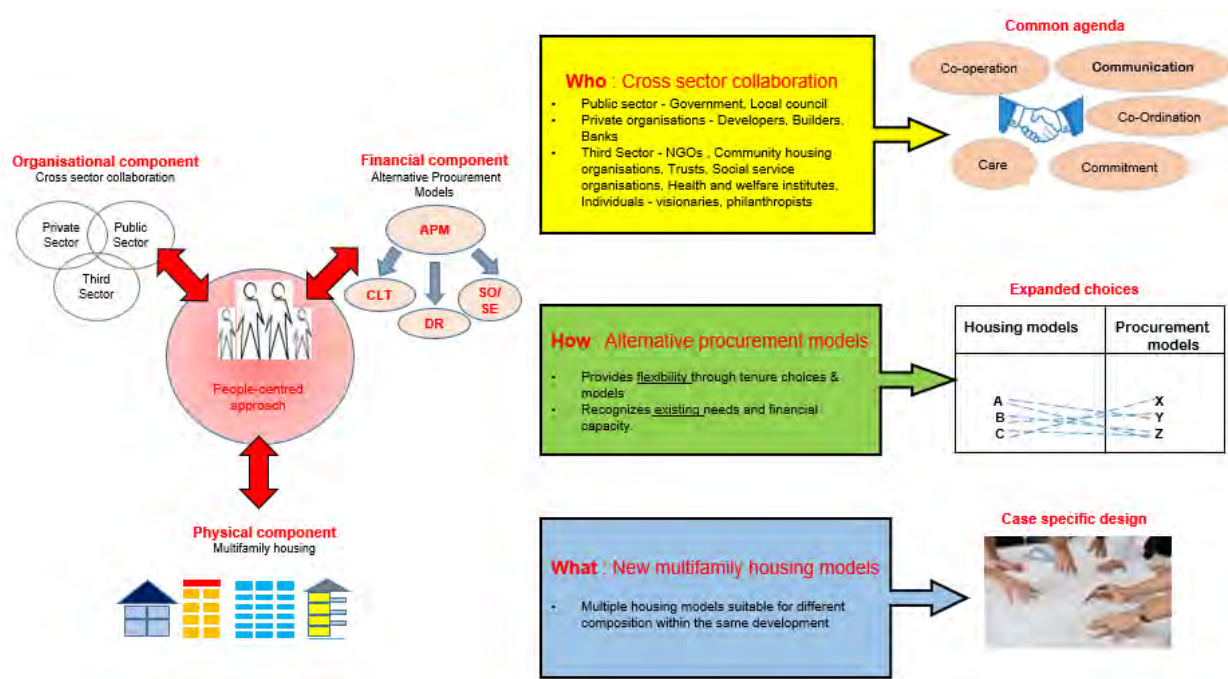 Organisational component
Cross sector collaboration
Private
Sector
Public
Sector
Third
Sector
Financial component
Alternative Procurement
Models
APM
CLT
DR
SO/
SE
People-centred
approach
Physical component
Multifamily housing
Who : Cross sector collaboration
• Public sector - Government, Local council
• Private organisations - Developers, Builders,
Banks
• Third Sector - NGOs , Community housing
organisations, Trusts, Social service
organisations, Health and welfare institutes,
Individuals - visionaries, philanthropists
Common agenda
Co-operation
Communication
Co-Ordination
Care
Commitment
How : Alternative procurement models
• Provides flexibility through tenure choices &
models
• Recognizes existing needs and financial
capacity.
Expanded choices
Housing models
Procurement
models
A
B
C
X
Y
Z
What : New multifamily housing models
• Multiple housing models suitable for different
composition within the same development
Case specific design